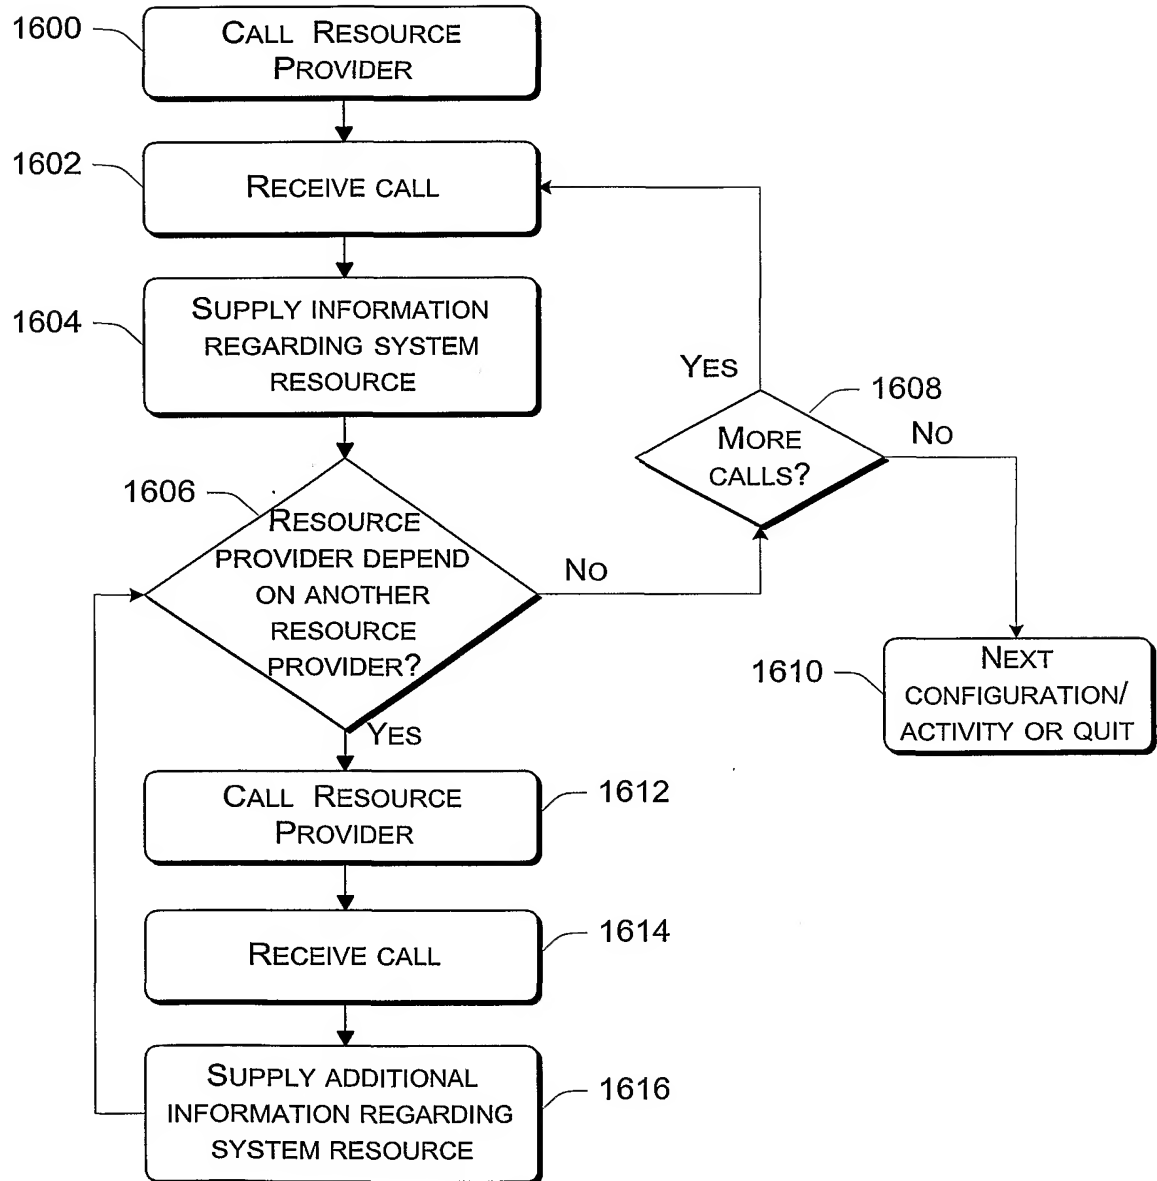 1600
CALL RESOURCE
PROVIDER
1602
RECEIVE CALL
1604
SUPPLY INFORMATION
REGARDING SYSTEM
RESOURCE
YES
1608
MORE
CALLS?
NO
1606
RESOURCE
PROVIDER DEPEND
ON ANOTHER
RESOURCE
PROVIDER?
NO
YES
1610
NEXT
CONFIGURATION/
ACTIVITY OR QUIT
CALL RESOURCE
PROVIDER
1612
RECEIVE CALL
1614
SUPPLY ADDITIONAL
INFORMATION REGARDING
SYSTEM RESOURCE
1616